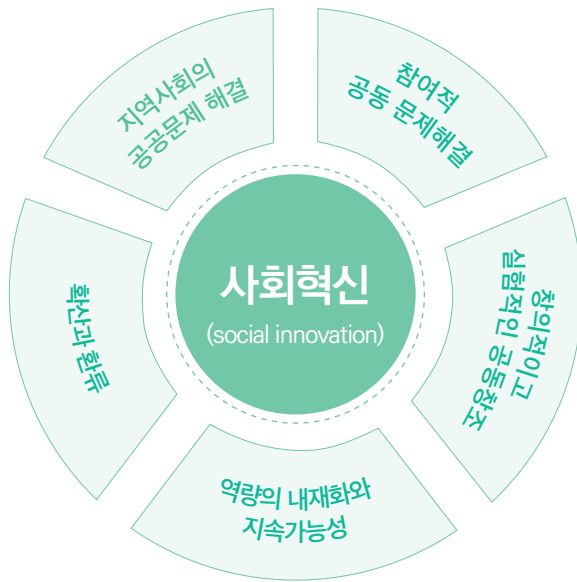 지역사회의
공공문제 해결
참여적
공동 문제해결
창의적이고
실험적인 공동창조
역량의 내재화와
지속가능성
확산과 환류
사회혁신
(social innovation)